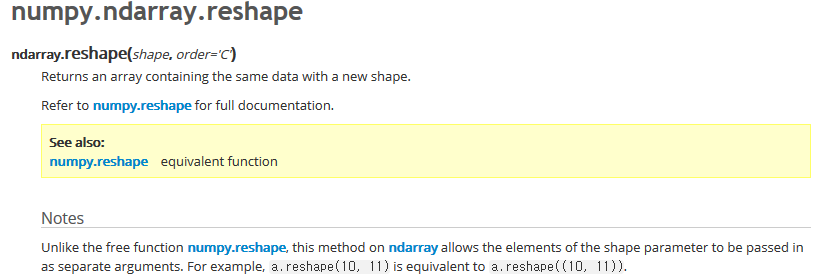 numpy.ndarray.reshape
ndarray.reshape(shape, order='C')
Returns an array containing the same data with a new shape.
Refer to numpy.reshape for full documentation.
See also:
numpy.reshape equivalent function
Notes
Unlike the free function numpy.reshape, this method on ndarray allows the elements of the shape parameter to be passed in
as separate arguments. For example, a.reshape(10, 11) is equivalent to a.reshape((10, 11)).